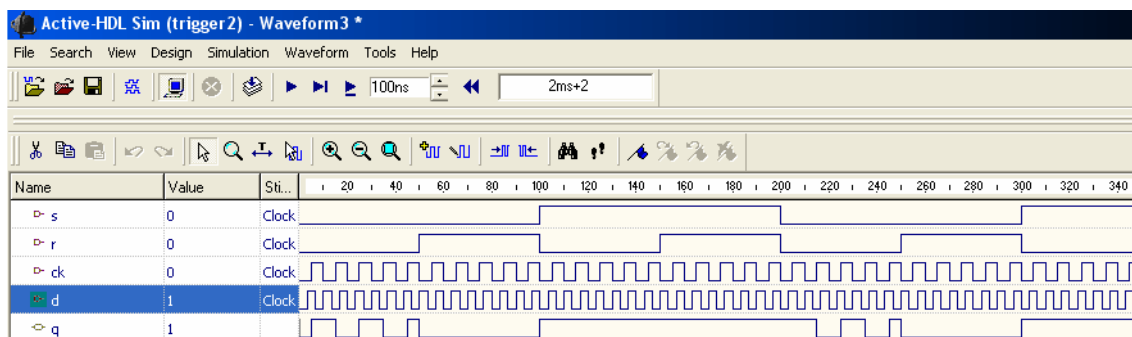 Active-HDL Sim (trigger2) - Waveform3 *
File Search View Design Simulation Waveform Tools Help
100ns 2ms+2
Name Value Sti... 20 40 60 80 100 120 140 160 180 200 220 240 260 280 300 320 340
s 0 Clock
r 0 Clock
ck 0 Clock
d 1 Clock
q 1